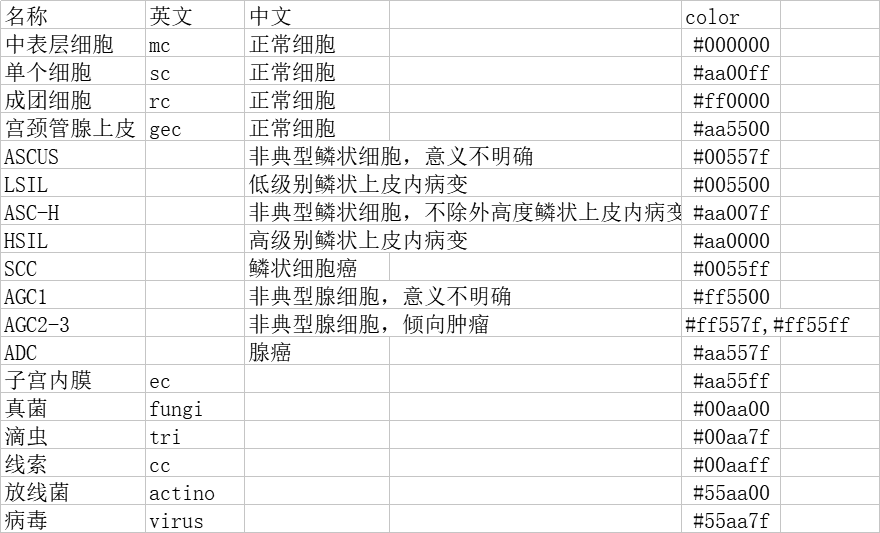 名称 英文 中文 color
中表层细胞 mc 正常细胞 #000000
单个细胞 sc 正常细胞 #aa00ff
成团细胞 rc 正常细胞 #ff0000
宫颈管腺上皮 gec 正常细胞 #aa5500
ASCUS 非典型鳞状细胞，意义不明确 #00557f
LSIL 低级别鳞状上皮内病变 #005500
ASC-H 非典型鳞状细胞，不除外高度鳞状上皮内病变 #aa007f
HSIL 高级别鳞状上皮内病变 #aa0000
SCC 鳞状细胞癌 #0055ff
AGC1 非典型腺细胞，意义不明确 #ff5500
AGC2-3 非典型腺细胞，倾向肿瘤 #ff557f,#ff55ff
ADC 腺癌 #aa557f
子宫内膜 ec #aa55ff
真菌 fungi #00aa00
滴虫 tri #00aa7f
线索 cc #00aaff
放线菌 actino #55aa00
病毒 virus #55aa7f